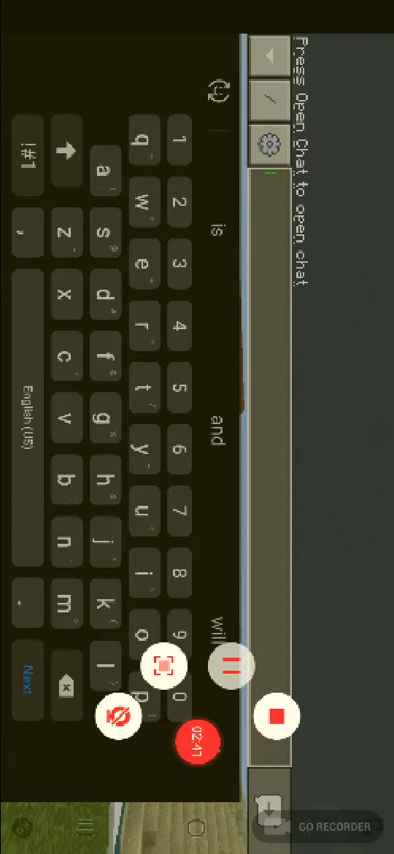 Press Open Chat to open chat
/
is and will
1 2 3 4 5 6 7 8 9 0
q w e r t y u i o p
a s d f g h j k l
z x c v b n m
!#1 , English (US) . Next
02:47
GO RECORDER